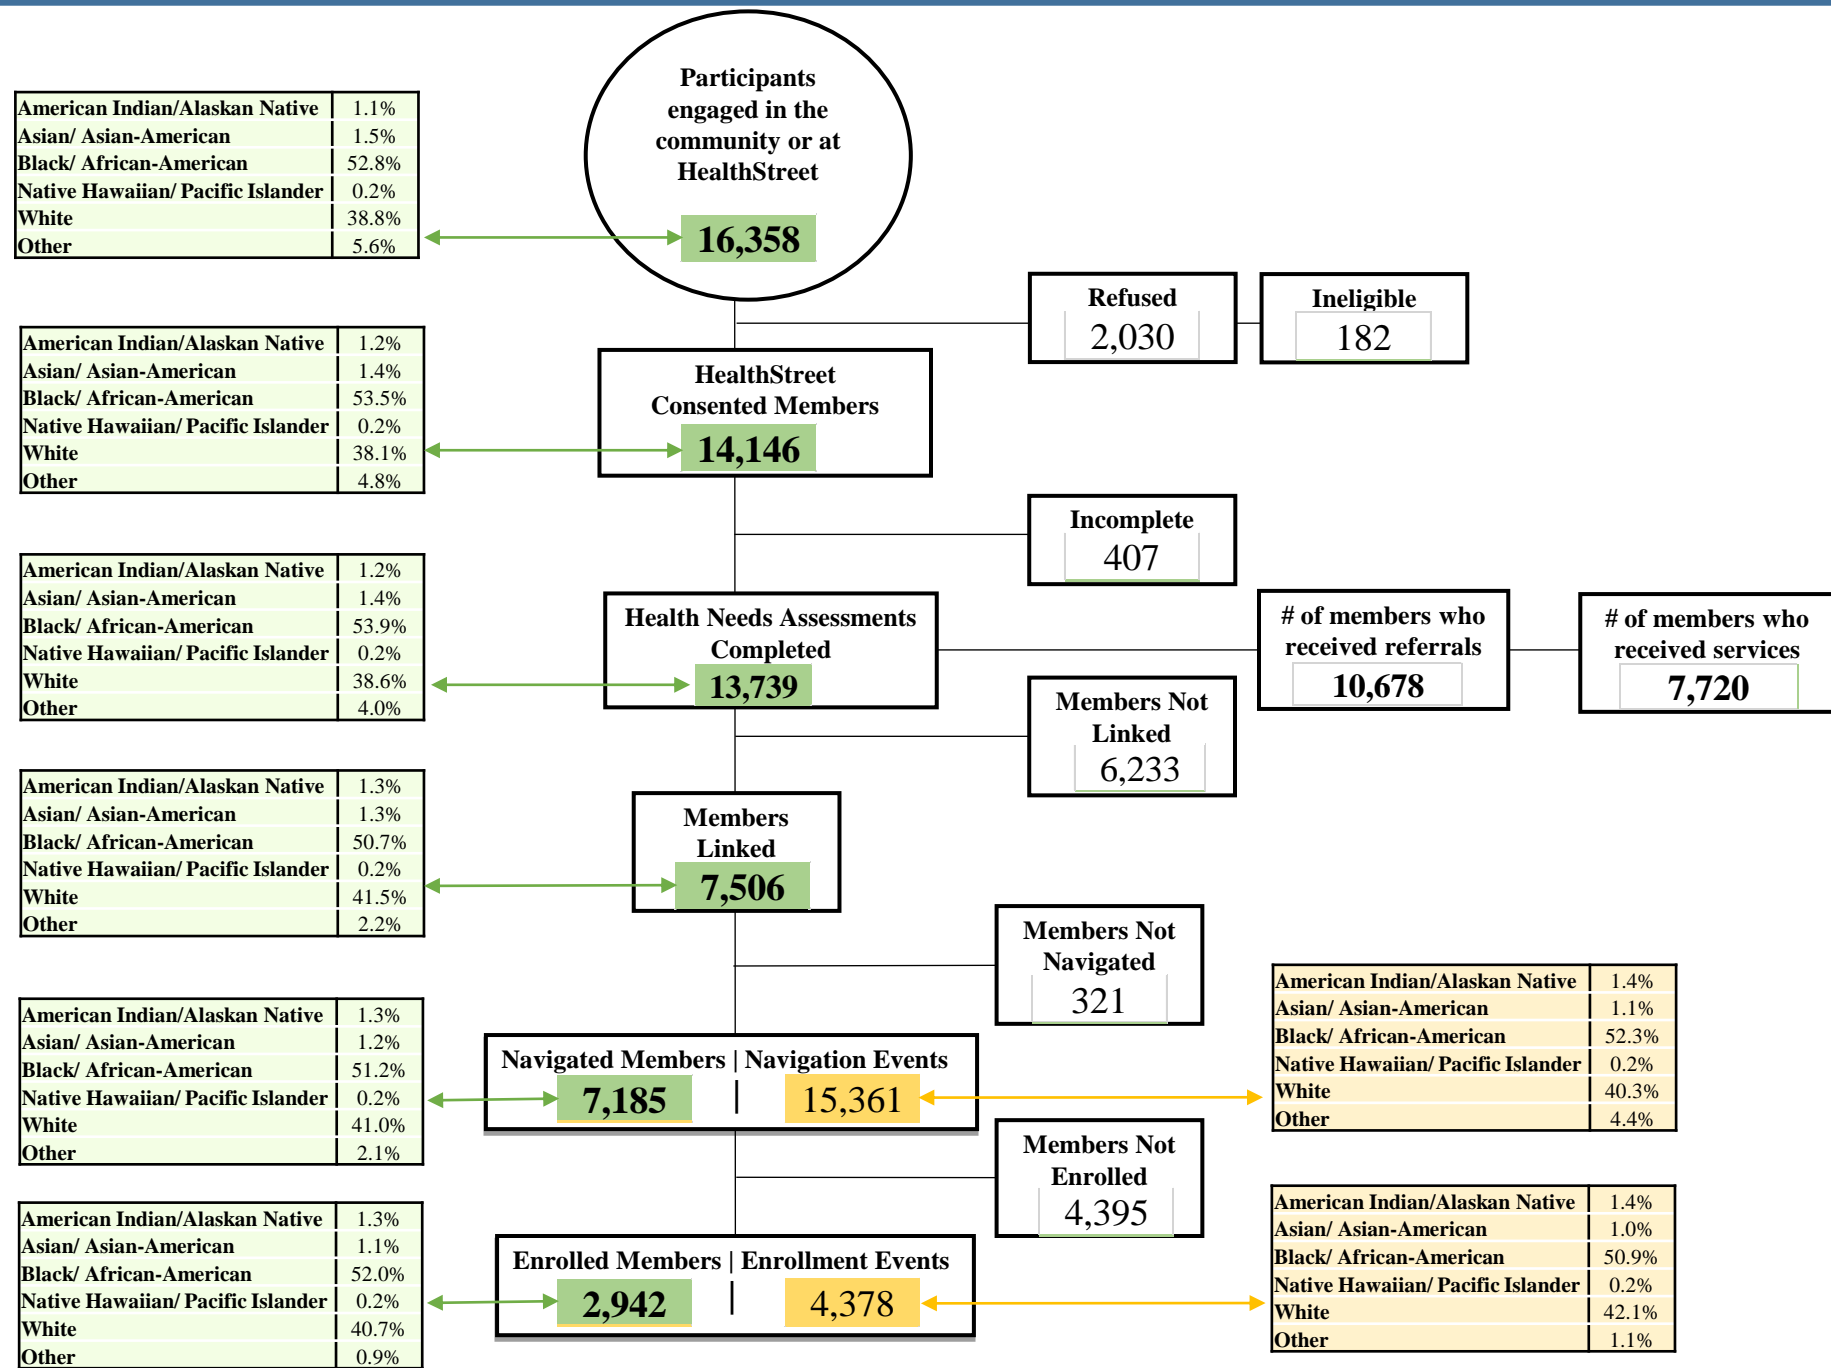 Participants
engaged in the
community or at
HealthStreet
16,358
American Indian/Alaskan Native 1.1%
Asian/ Asian-American 1.5%
Black/ African-American 52.8%
Native Hawaiian/ Pacific Islander 0.2%
White 38.8%
Other 5.6%
Refused
2,030
Ineligible
182
HealthStreet
Consented Members
14,146
American Indian/Alaskan Native 1.2%
Asian/ Asian-American 1.4%
Black/ African-American 53.5%
Native Hawaiian/ Pacific Islander 0.2%
White 38.1%
Other 4.8%
Incomplete
407
Health Needs Assessments
Completed
13,739
American Indian/Alaskan Native 1.2%
Asian/ Asian-American 1.4%
Black/ African-American 53.9%
Native Hawaiian/ Pacific Islander 0.2%
White 38.6%
Other 4.0%
# of members who
received referrals
10,678
# of members who
received services
7,720
Members Not
Linked
6,233
Members
Linked
7,506
American Indian/Alaskan Native 1.3%
Asian/ Asian-American 1.3%
Black/ African-American 50.7%
Native Hawaiian/ Pacific Islander 0.2%
White 41.5%
Other 2.2%
Members Not
Navigated
321
Navigated Members | Navigation Events
7,185 | 15,361
American Indian/Alaskan Native 1.3%
Asian/ Asian-American 1.2%
Black/ African-American 51.2%
Native Hawaiian/ Pacific Islander 0.2%
White 41.0%
Other 2.1%
American Indian/Alaskan Native 1.4%
Asian/ Asian-American 1.1%
Black/ African-American 52.3%
Native Hawaiian/ Pacific Islander 0.2%
White 40.3%
Other 4.4%
Members Not
Enrolled
4,395
Enrolled Members | Enrollment Events
2,942 | 4,378
American Indian/Alaskan Native 1.3%
Asian/ Asian-American 1.1%
Black/ African-American 52.0%
Native Hawaiian/ Pacific Islander 0.2%
White 40.7%
Other 0.9%
American Indian/Alaskan Native 1.4%
Asian/ Asian-American 1.0%
Black/ African-American 50.9%
Native Hawaiian/ Pacific Islander 0.2%
White 42.1%
Other 1.1%